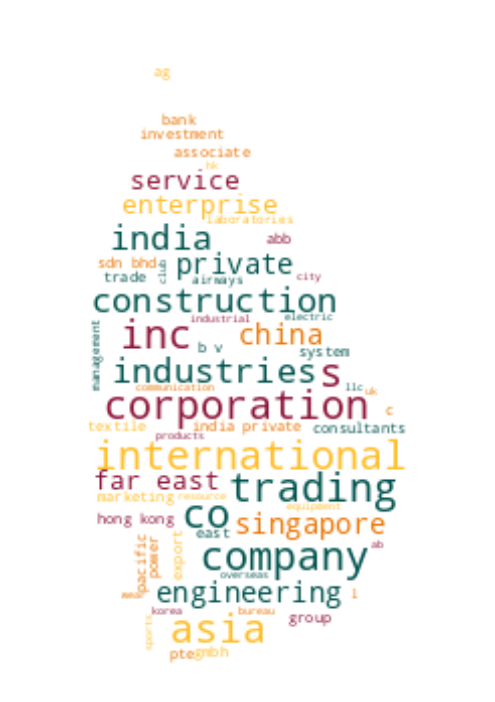 ag
bank
investment
associate
hk
service
enterprise
laboratories
india
abb
private
sdn bhd
club
trade
airways
city
construction
electric
industrial
management
inc
china
b v
system
industries
s
communication
llc
uk
corporation
c
textile
india private
consultants
products
international
far east
trading
marketing
resource
equipment
co
hong kong
singapore
east
pacific
power
export
company
ab
overseas
engineering
l
korea
bureau
sports
asia
group
pte
gmbh